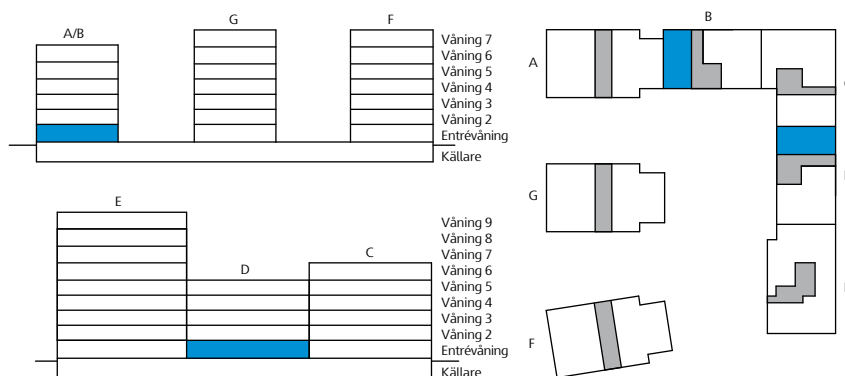 A/B
G
F
Våning 7
Våning 6
Våning 5
Våning 4
Våning 3
Våning 2
Entrévåning
Källare
E
D
C
Våning 9
Våning 8
Våning 7
Våning 6
Våning 5
Våning 4
Våning 3
Våning 2
Entrévåning
Källare
B
A
G
F